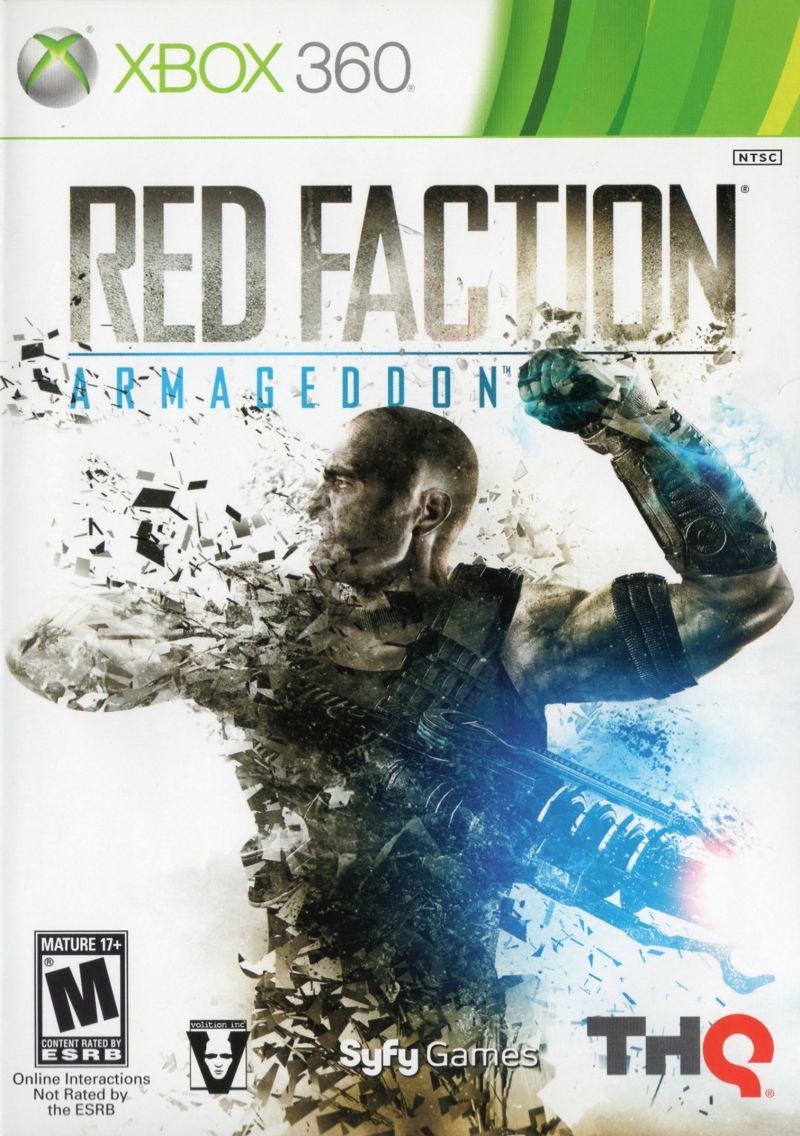 XBOX 360®
NTSC
RED FACTION®
ARMAGEDDON™
MATURE 17+
M®
CONTENT RATED BY
ESRB
Online Interactions
Not Rated by
the ESRB
volition inc
V
Syfy Games
THQ®